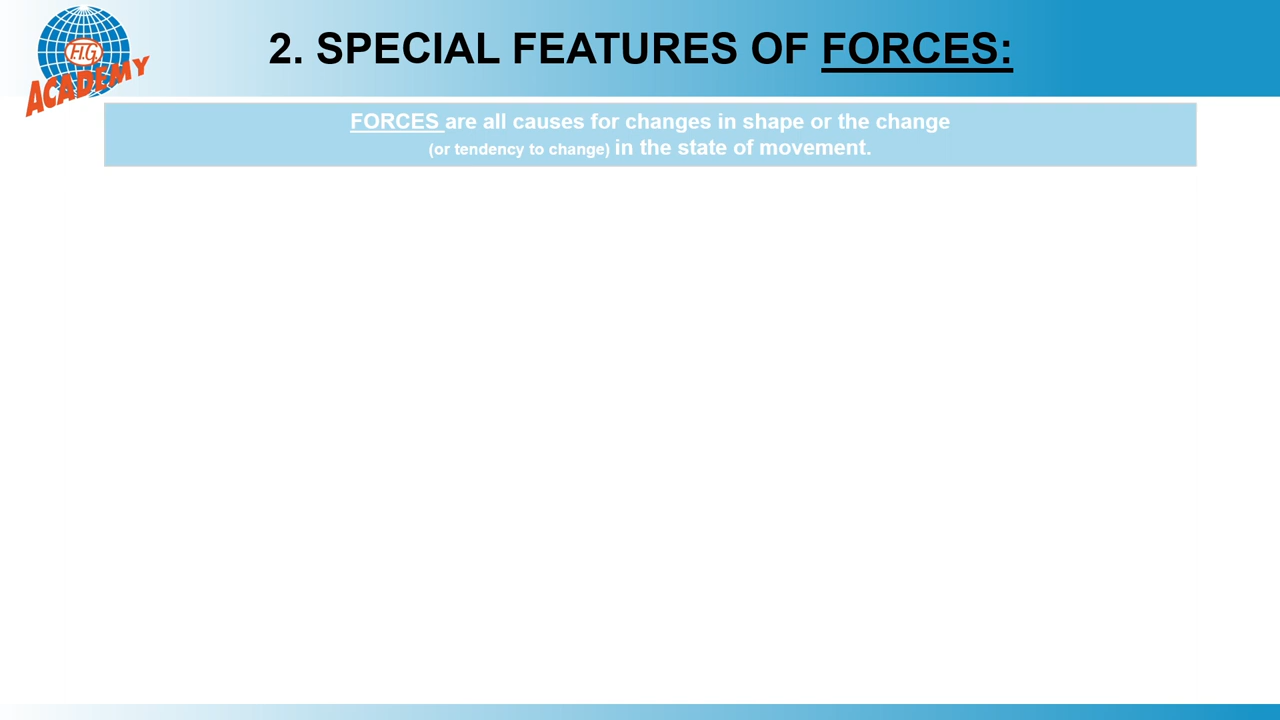 F.I.G.
ACADEMY
2. SPECIAL FEATURES OF FORCES:
FORCES are all causes for changes in shape or the change
(or tendency to change) in the state of movement.